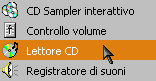 CD Sampler interattivo
Controllo volume
Lettore CD
Registratore di suoni